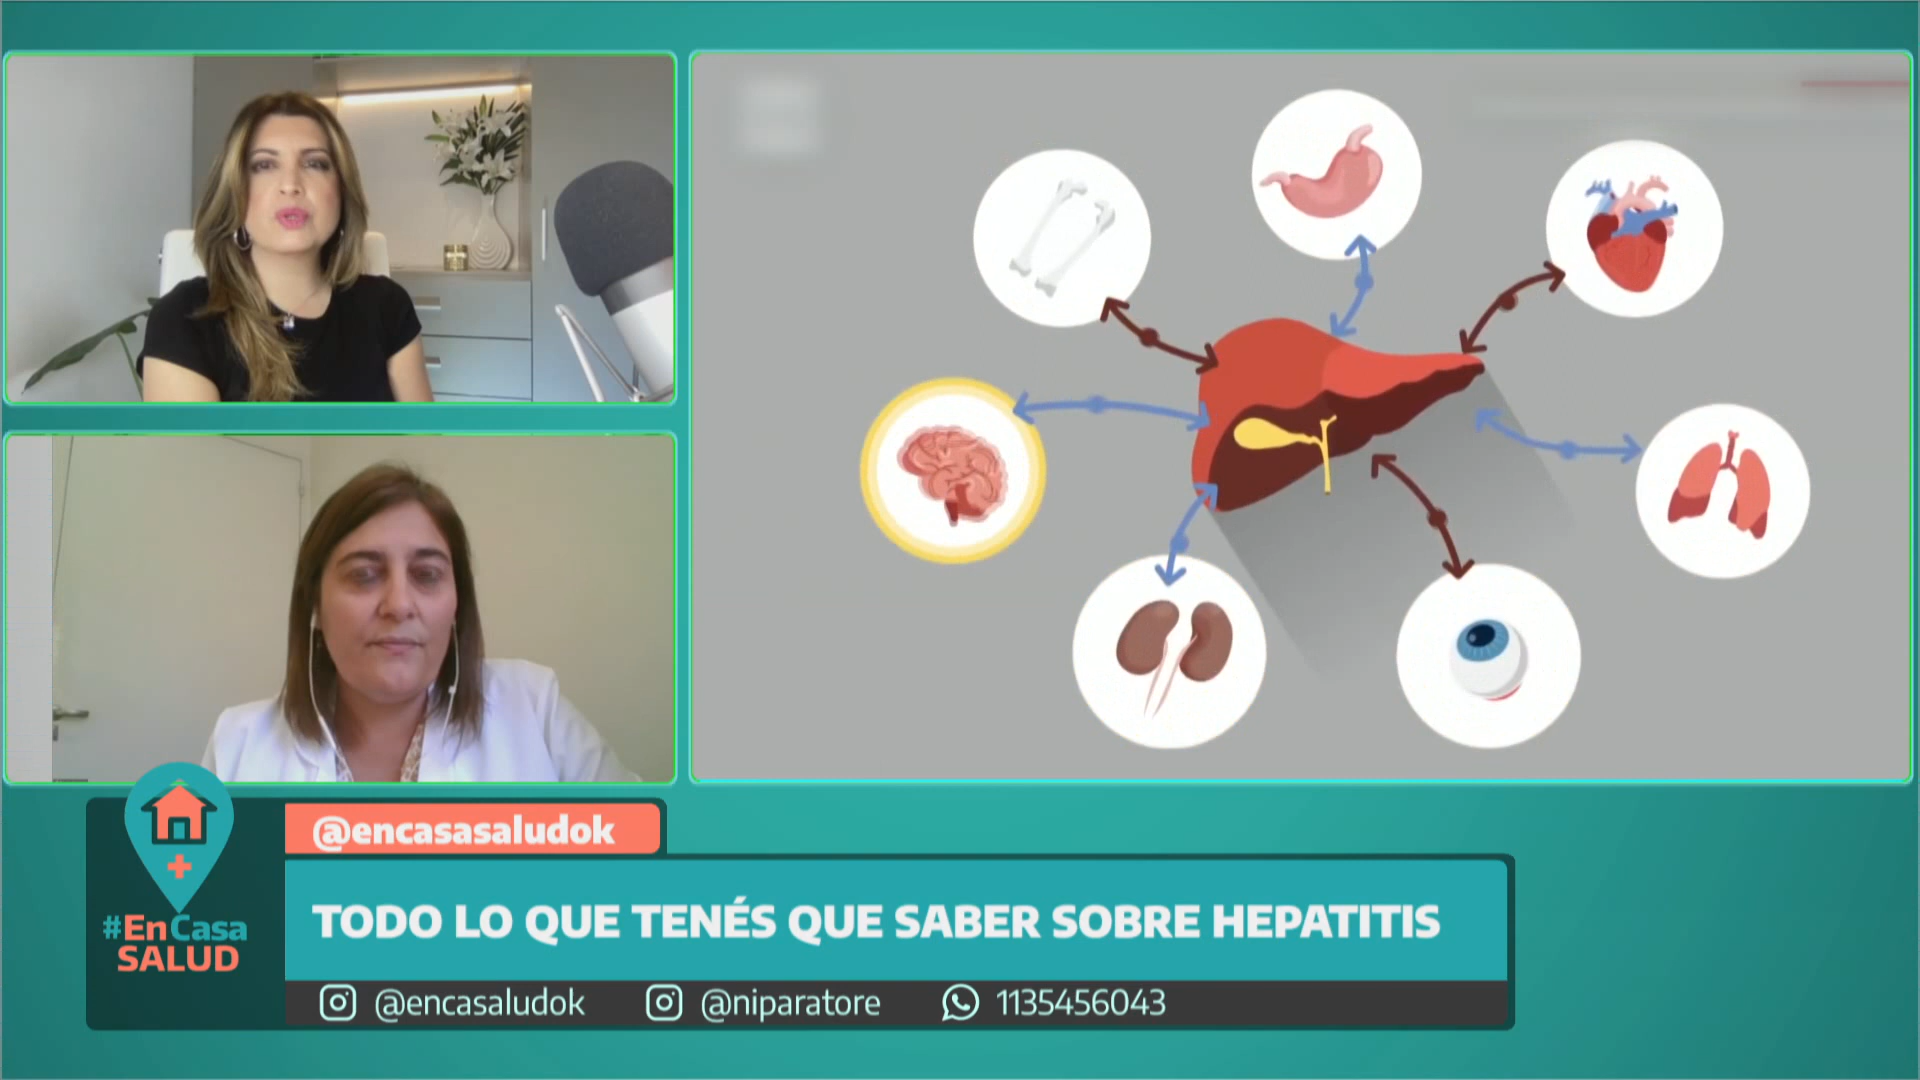 @encasasaludok
#EnCasa
SALUD
TODO LO QUE TENÉS QUE SABER SOBRE HEPATITIS
@encasaludok @niparatore 1135456043